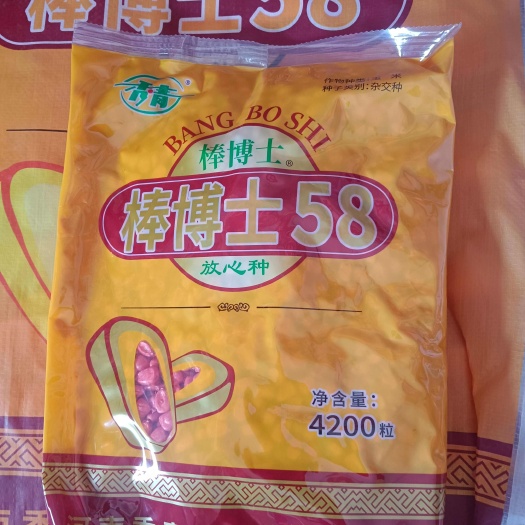 棒博士58
作物种类:玉米
种子类别:杂交种
青
®
BANG BO SHI
棒博士®
棒博士58
放心种
净含量:
4200粒